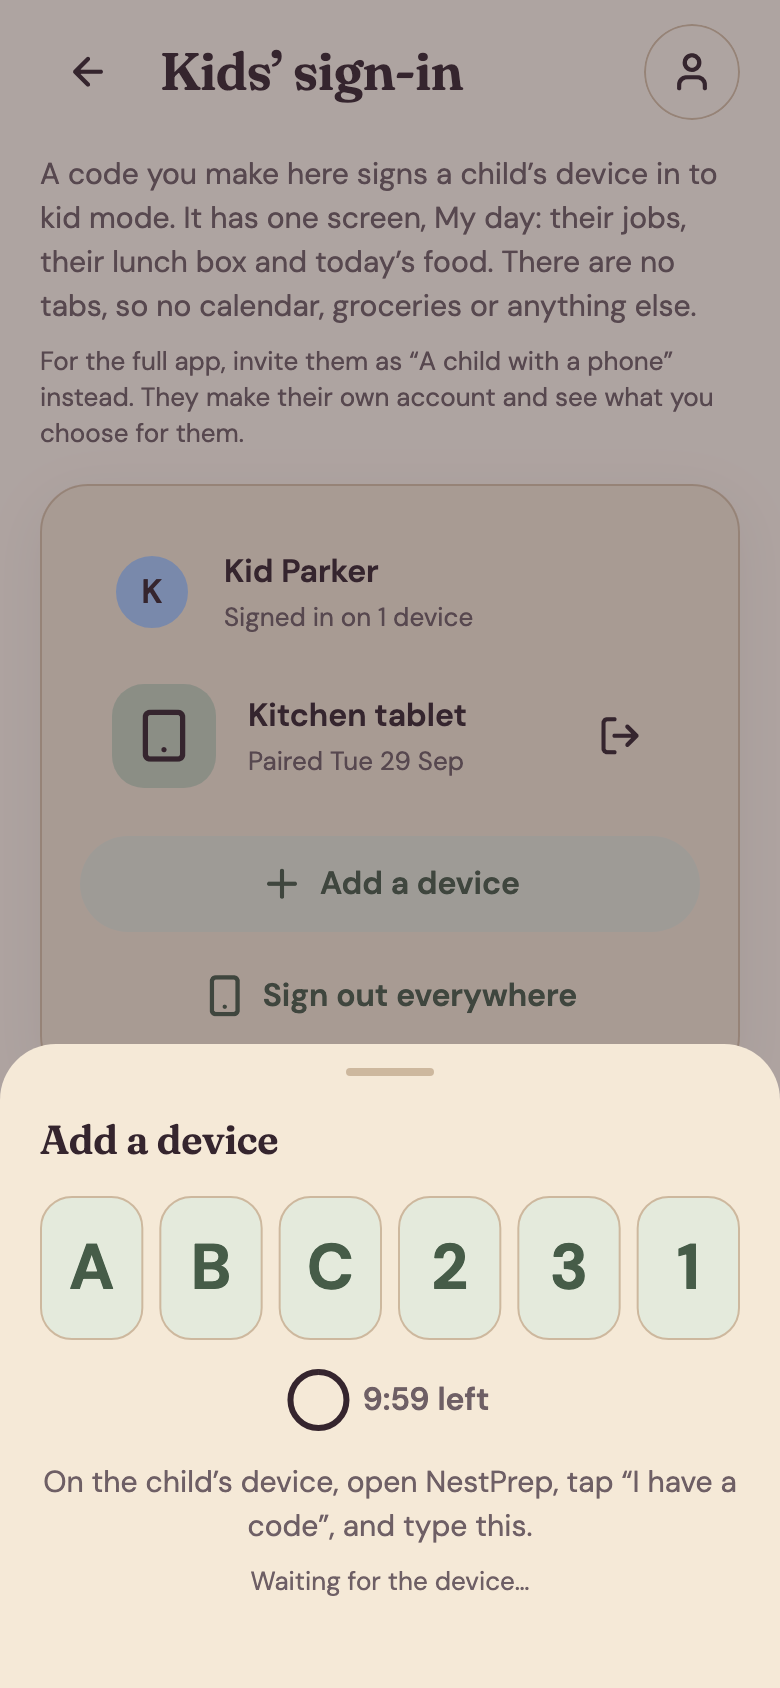 Kids’ sign-in
A code you make here signs a child’s device in to
kid mode. It has one screen, My day: their jobs,
their lunch box and today’s food. There are no
tabs, so no calendar, groceries or anything else.
For the full app, invite them as “A child with a phone”
instead. They make their own account and see what you
choose for them.
K
Kid Parker
Signed in on 1 device
Kitchen tablet
Paired Tue 29 Sep
Add a device
Sign out everywhere
Add a device
A B C 2 3 1
9:59 left
On the child’s device, open NestPrep, tap “I have a
code”, and type this.
Waiting for the device…